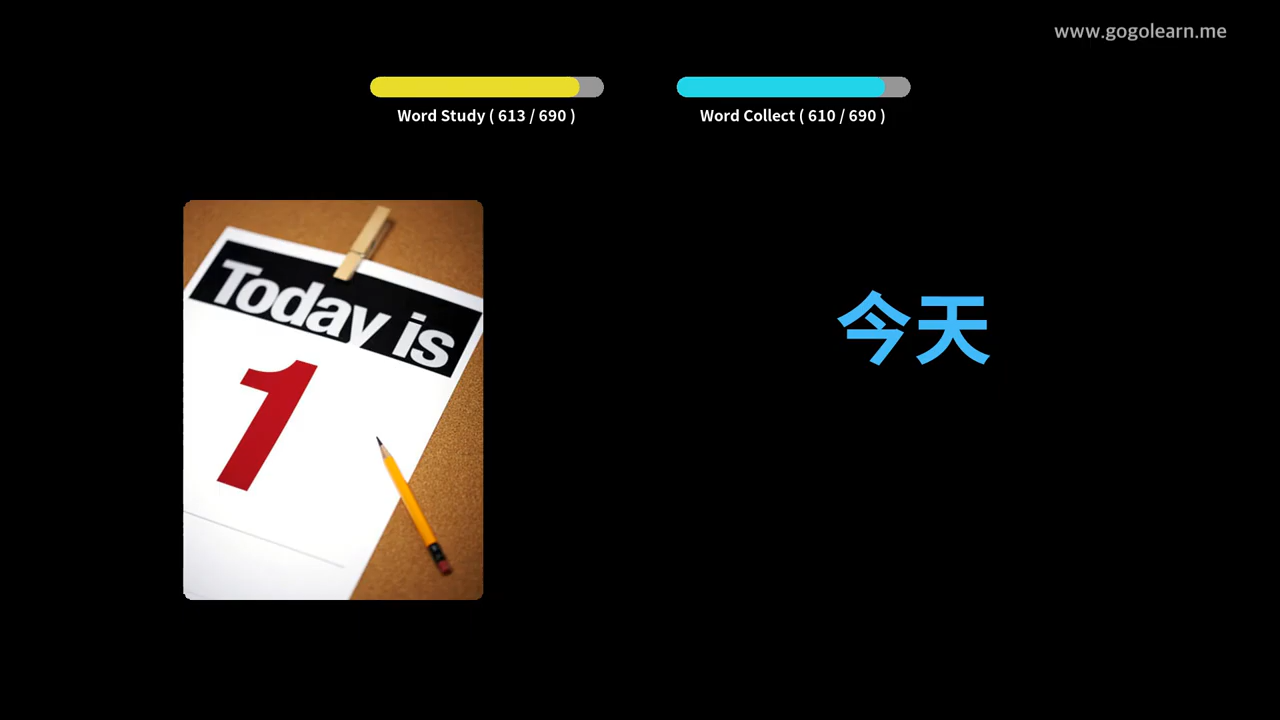 www.gogolearn.me
Word Study ( 613 / 690 )
Word Collect ( 610 / 690 )
Today is
1
今天